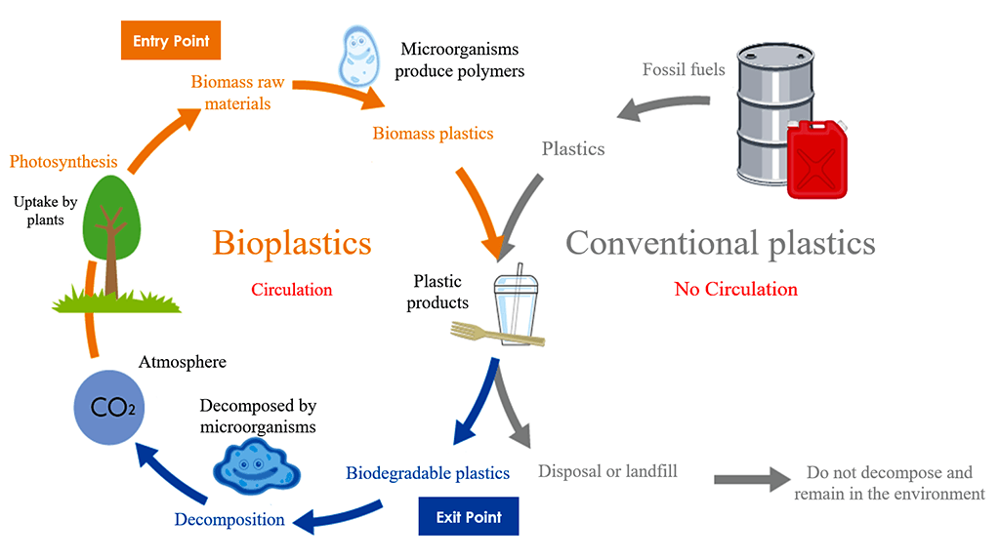 Entry Point
Microorganisms
produce polymers
Biomass raw
materials
Biomass plastics
Fossil fuels
Plastics
Photosynthesis
Uptake by
plants
Bioplastics
Circulation
Conventional plastics
No Circulation
Plastic
products
Atmosphere
CO2
Decomposed by
microorganisms
Decomposition
Biodegradable plastics
Exit Point
Disposal or landfill
Do not decompose and
remain in the environment